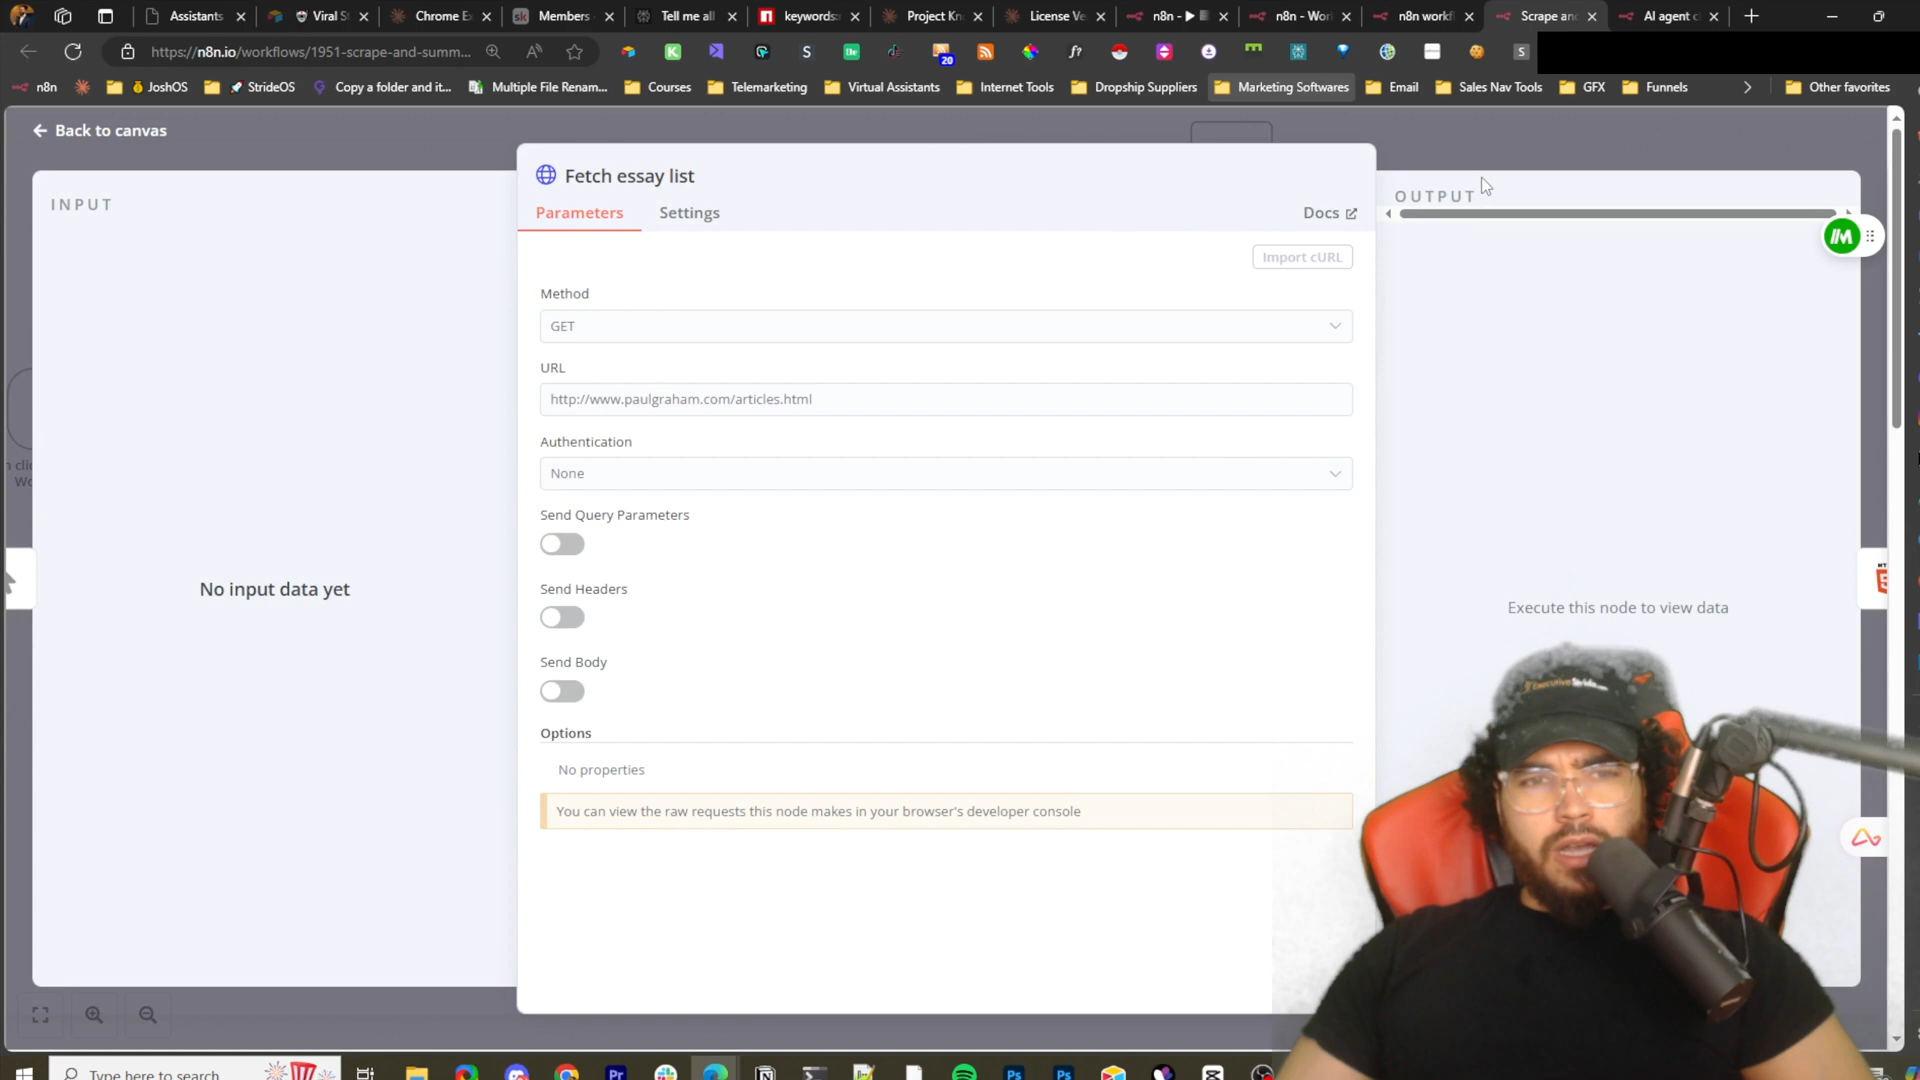 Assistants
Viral S
Chrome Ex
sk
Members
Tell me all
keywords:
Project Kn
License Ve
n8n - ▶
n8n - Wor
n8n workfl
Scrape an
AI agent c
https://n8n.io/workflows/1951-scrape-and-summ...
20
n8n
JoshOS
StrideOS
Copy a folder and it...
Multiple File Renam...
Courses
Telemarketing
Virtual Assistants
Internet Tools
Dropship Suppliers
Marketing Softwares
Email
Sales Nav Tools
GFX
Funnels
Other favorites
Back to canvas
INPUT
Fetch essay list
Parameters
Settings
Docs
OUTPUT
Import cURL
Method
GET
URL
http://www.paulgraham.com/articles.html
Authentication
None
Send Query Parameters
Send Headers
Send Body
No input data yet
Execute this node to view data
Options
No properties
You can view the raw requests this node makes in your browser's developer console
Type here to search